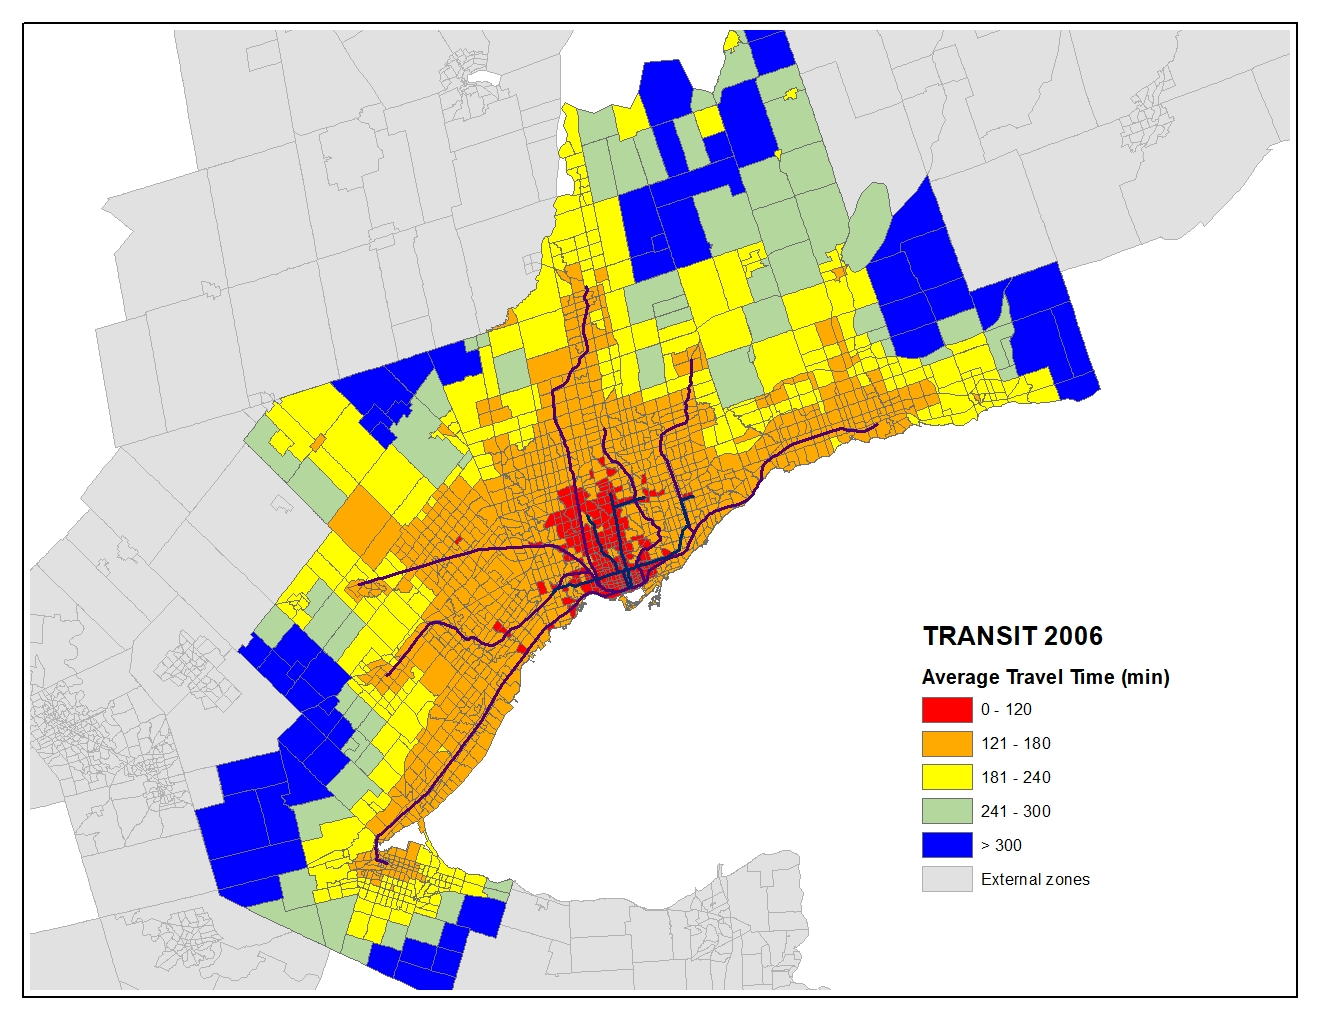 TRANSIT 2006
Average Travel Time (min)
0 - 120
121 - 180
181 - 240
241 - 300
> 300
External zones